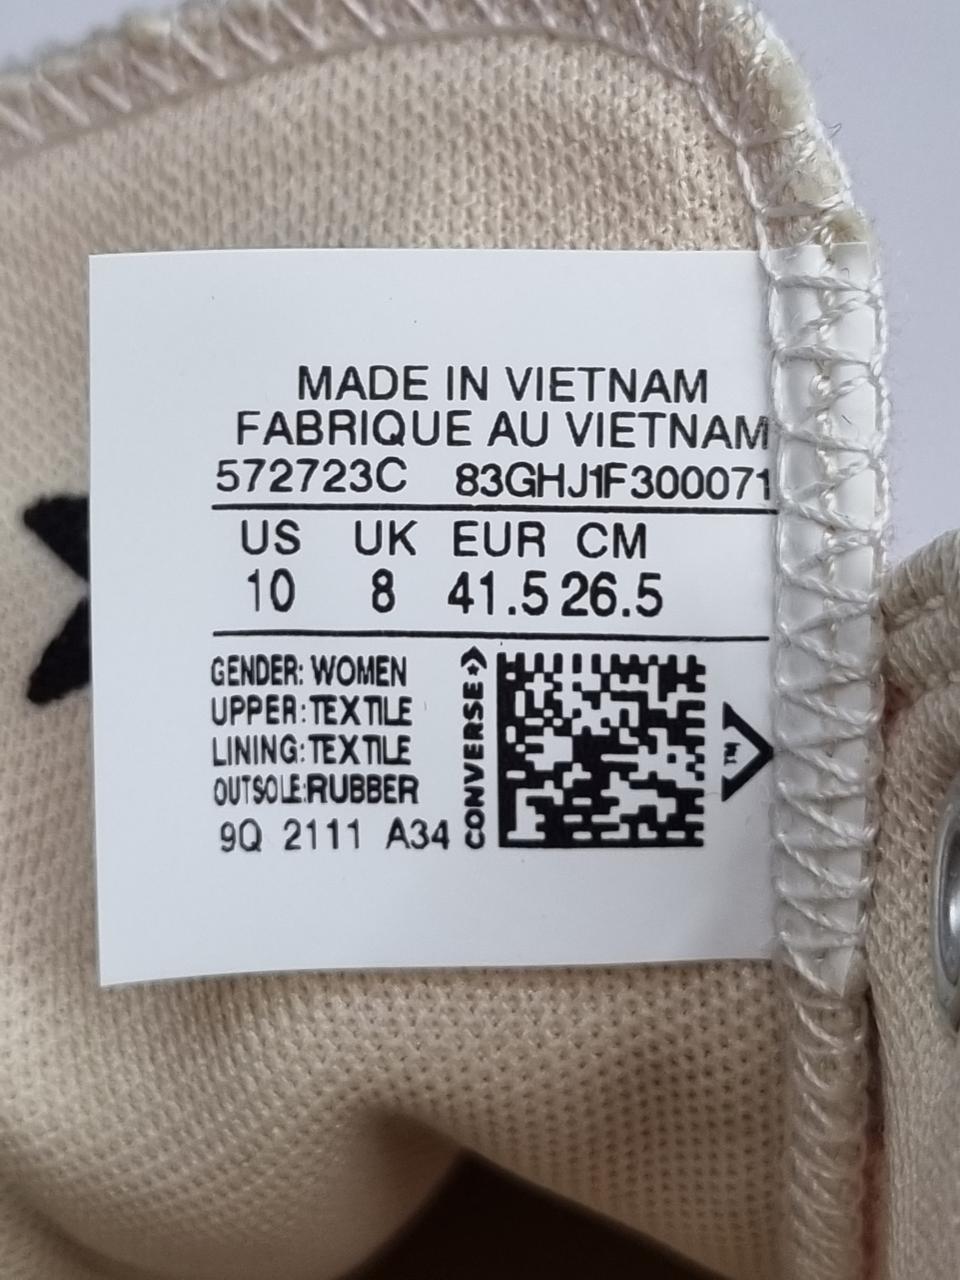 MADE IN VIETNAM
FABRIQUE AU VIETNAM
572723C 83GHJ1F300071
US UK EUR CM
10 8 41.5 26.5
GENDER: WOMEN
UPPER: TEXTILE
LINING: TEXTILE
OUTSOLE: RUBBER
9Q 2111 A34
CONVERSE